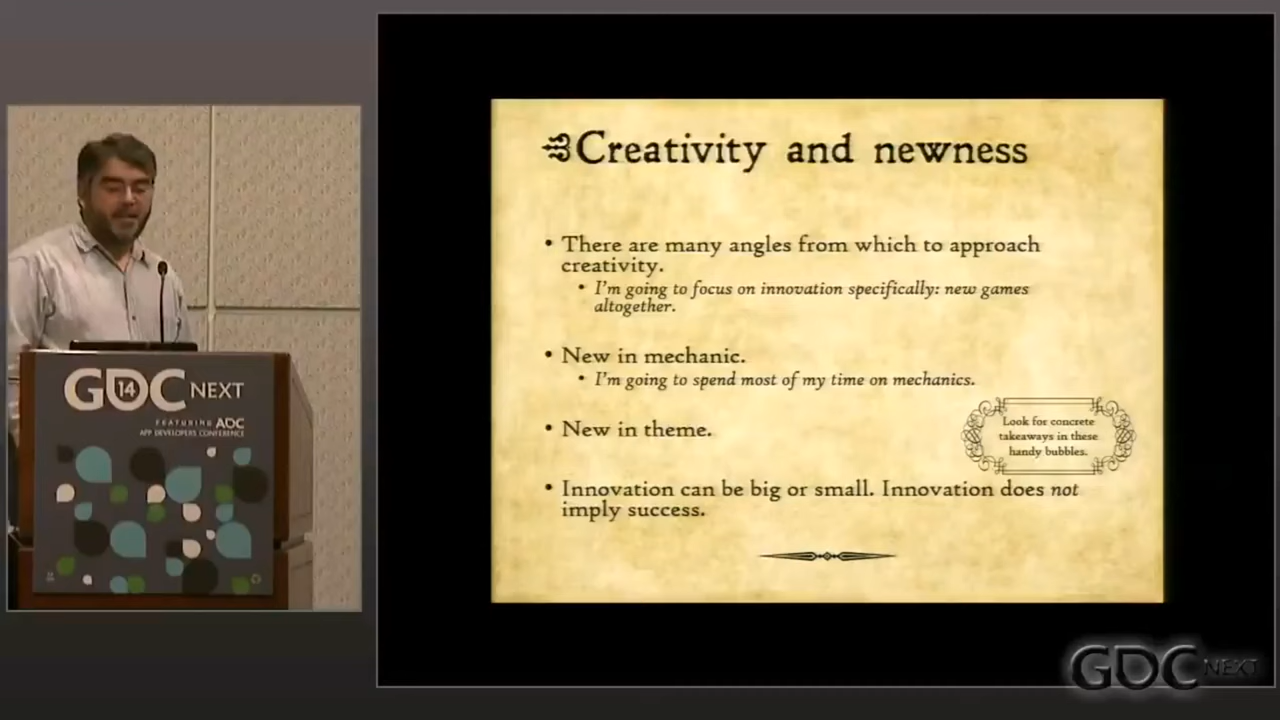 Creativity and newness
• There are many angles from which to approach
creativity.
• I'm going to focus on innovation specifically: new games
altogether.
• New in mechanic.
• I'm going to spend most of my time on mechanics.
• New in theme.
Look for concrete
takeaways in these
handy bubbles.
• Innovation can be big or small. Innovation does not
imply success.
GDC 14 NEXT
FEATURING ADC
APP DEVELOPERS CONFERENCE
GDC NEXT